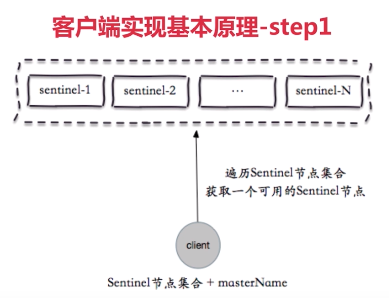 客户端实现基本原理-step1
sentinel-1
sentinel-2
...
sentinel-N
遍历Sentinel节点集合
获取一个可用的Sentinel节点
client
Sentinel节点集合 + masterName